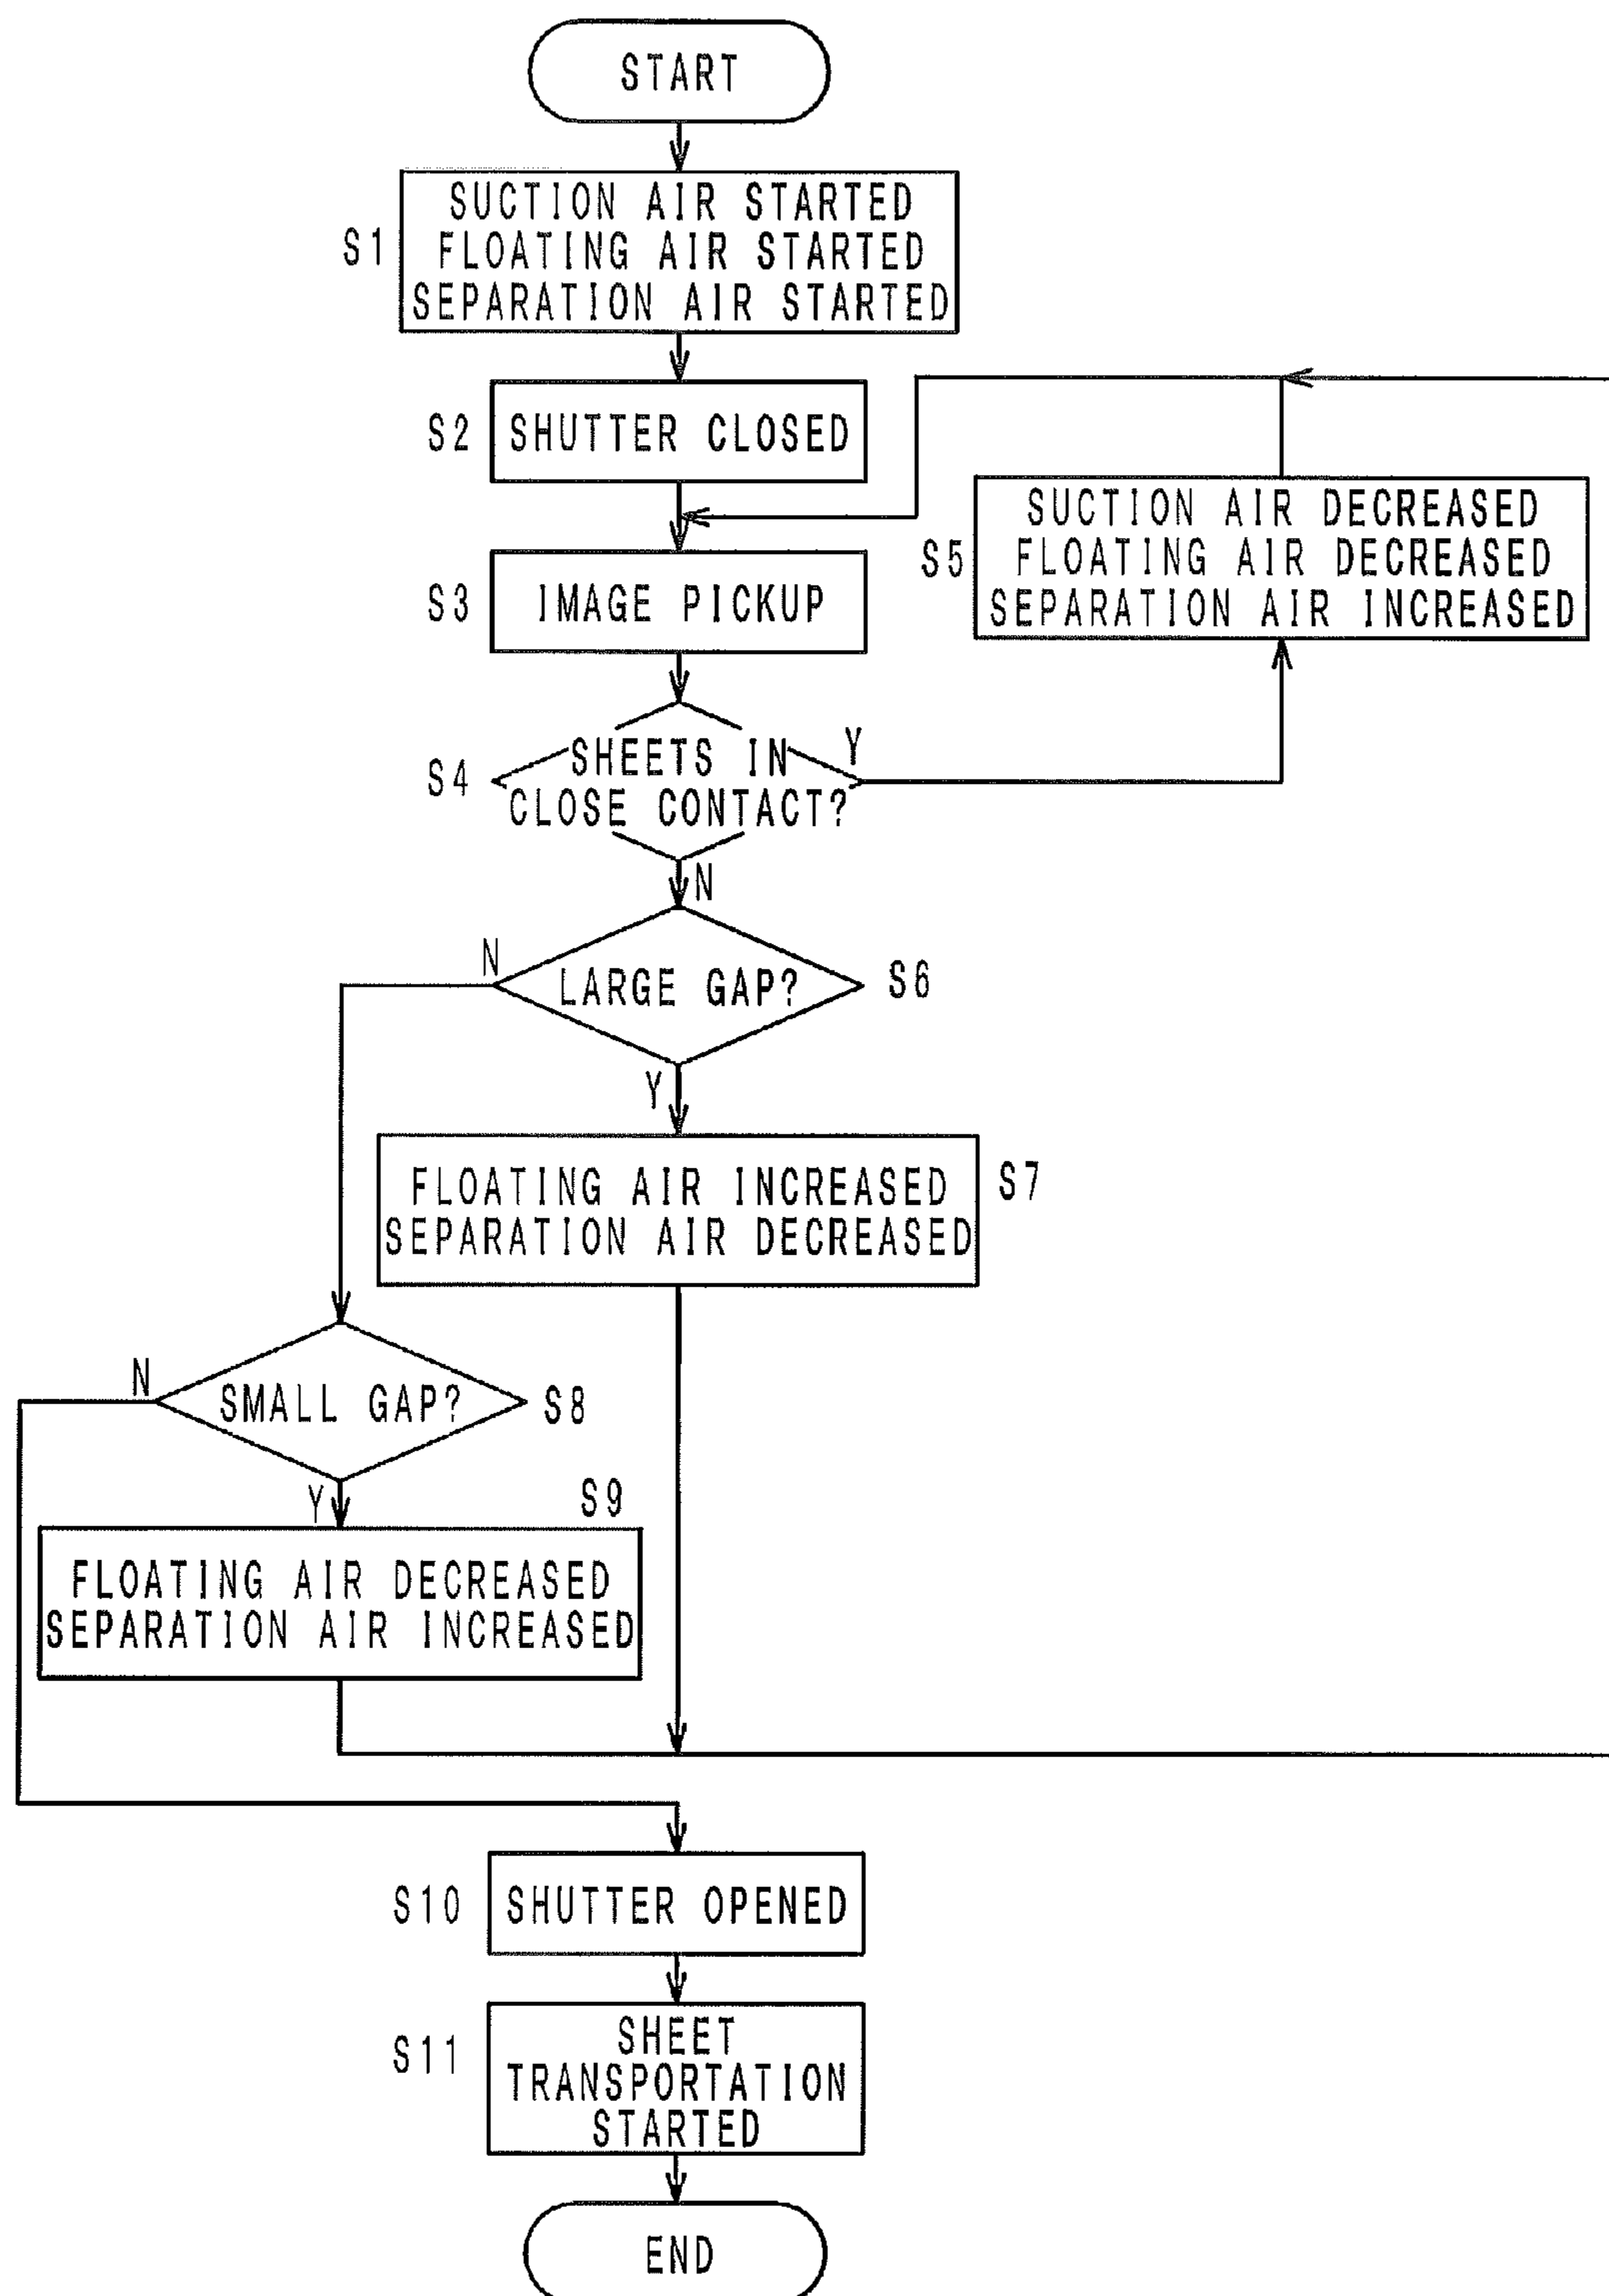 START
S1
SUCTION AIR STARTED
FLOATING AIR STARTED
SEPARATION AIR STARTED
S2
SHUTTER CLOSED
S3
IMAGE PICKUP
S4
SHEETS IN
CLOSE CONTACT?
Y
S5
SUCTION AIR DECREASED
FLOATING AIR DECREASED
SEPARATION AIR INCREASED
N
N
LARGE GAP?
S6
Y
FLOATING AIR INCREASED
SEPARATION AIR DECREASED
S7
N
SMALL GAP?
S8
Y
S9
FLOATING AIR DECREASED
SEPARATION AIR INCREASED
S10
SHUTTER OPENED
S11
SHEET
TRANSPORTATION
STARTED
END